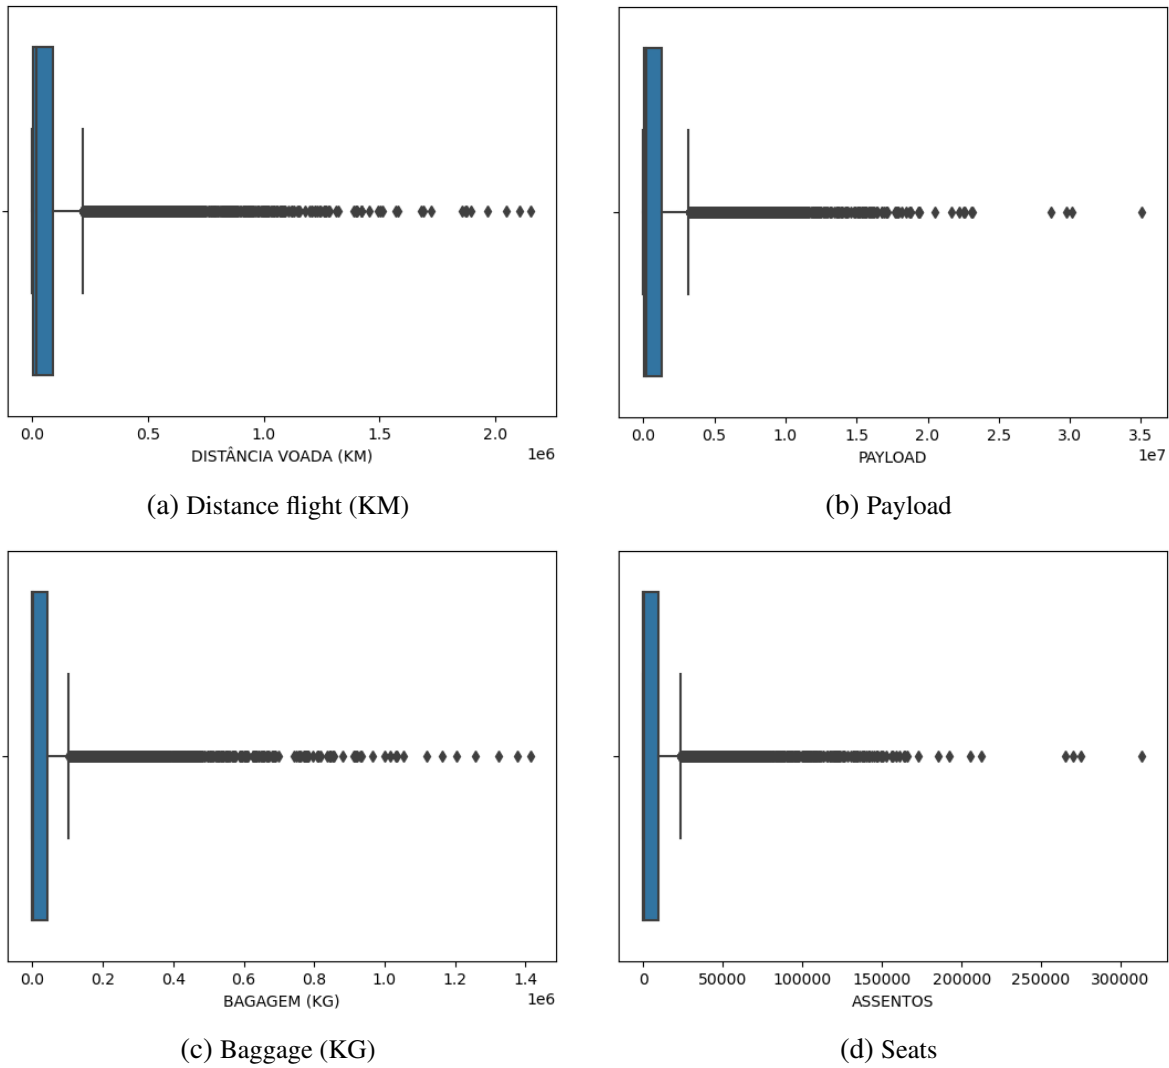 0.0 0.5 1.0 1.5 2.0
1e6
DISTÂNCIA VOADA (KM)
(a) Distance flight (KM)
0.0 0.5 1.0 1.5 2.0 2.5 3.0 3.5
1e7
PAYLOAD
(b) Payload
0.0 0.2 0.4 0.6 0.8 1.0 1.2 1.4
1e6
BAGAGEM (KG)
(c) Baggage (KG)
0 50000 100000 150000 200000 250000 300000
ASSENTOS
(d) Seats